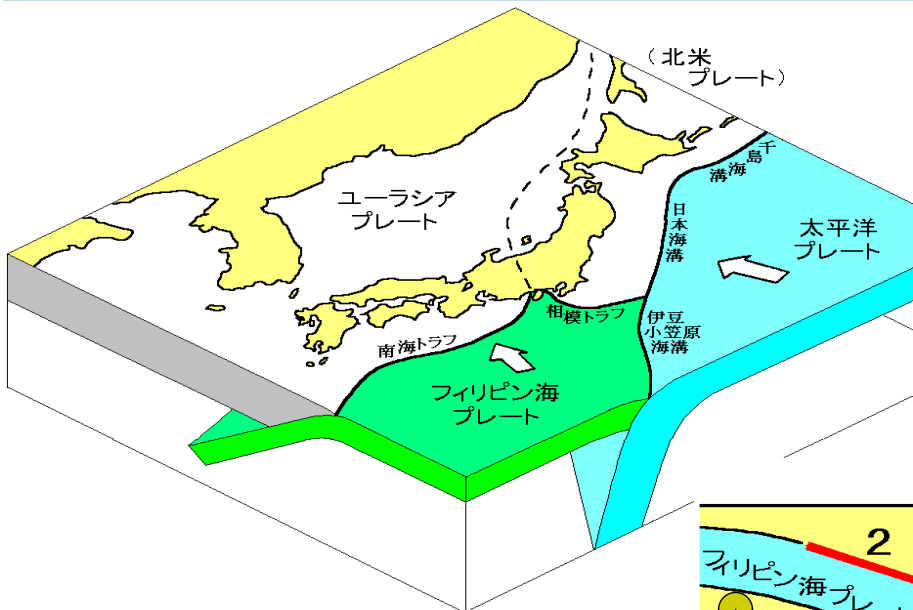 （北米
プレート）
千島海溝
ユーラシア
プレート
日本海溝
太平洋
プレート
相模トラフ
伊豆
小笠原
海溝
南海トラフ
フィリピン海
プレート
2
フィリピン海プレ